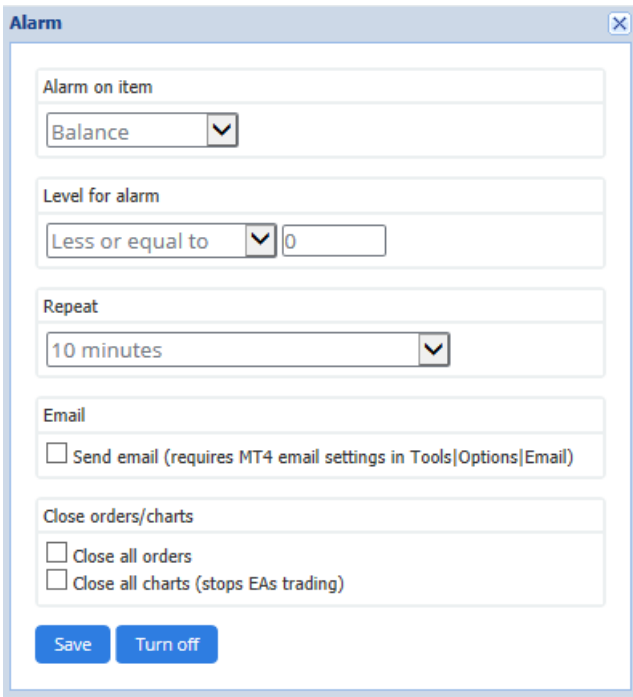 Alarm
Alarm on item
Balance
Level for alarm
Less or equal to 0
Repeat
10 minutes
Email
Send email (requires MT4 email settings in Tools|Options|Email)
Close orders/charts
Close all orders
Close all charts (stops EAs trading)
Save Turn off